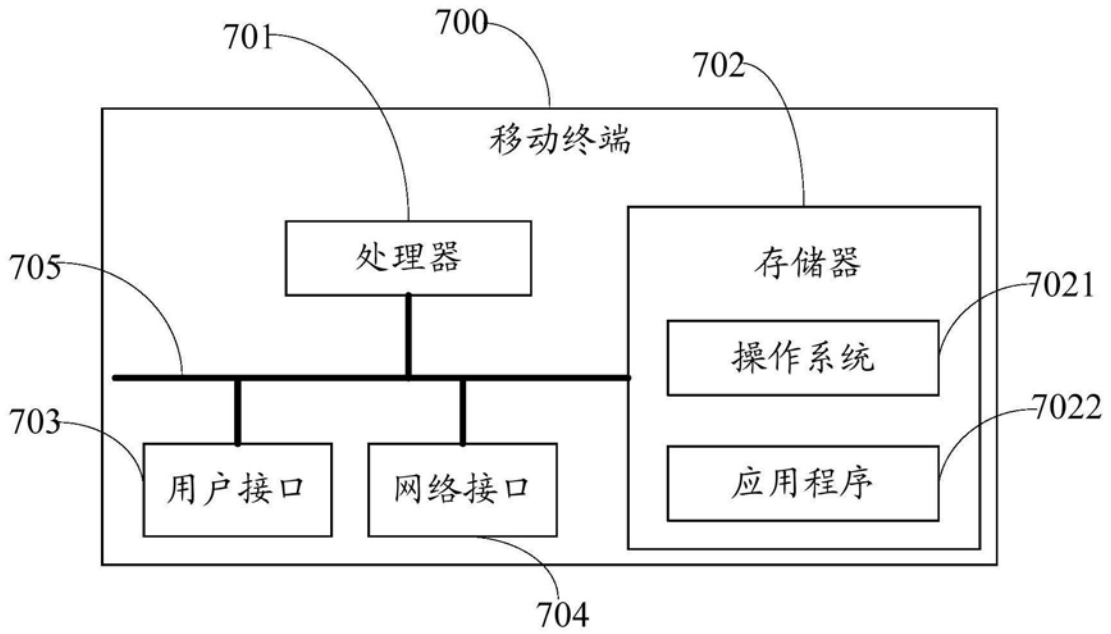 700
701
702
移动终端
处理器
存储器
705
7021
操作系统
703
7022
用户接口
网络接口
应用程序
704